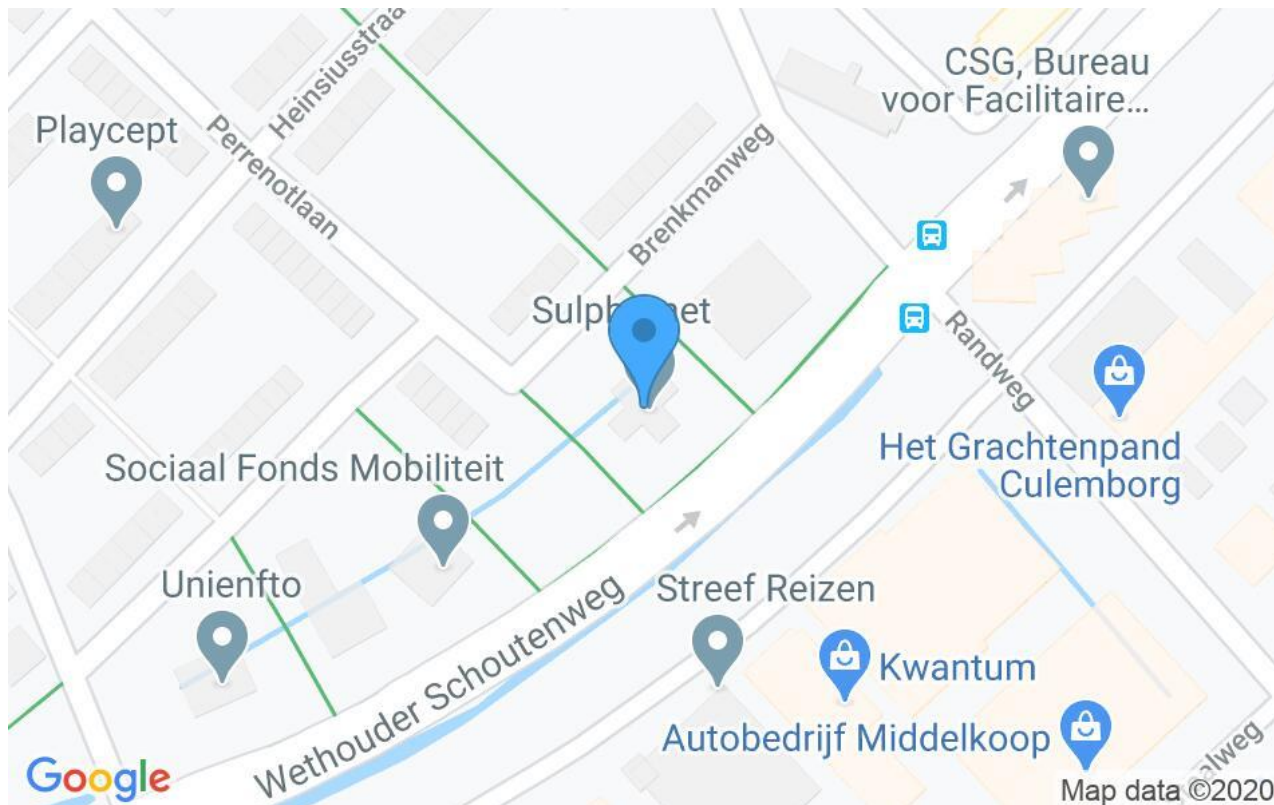 Heinsiusstraa
CSG, Bureau
voor Facilitaire...
Playcept
Perrenotlaan
Brenkmanweg
Randweg
Het Grachtenpand
Culemborg
Sociaal Fonds Mobiliteit
Unienfto
Streef Reizen
Wethouder Schoutenweg
Kwantum
Autobedrijf Middelkoop
Google
Map data ©2020